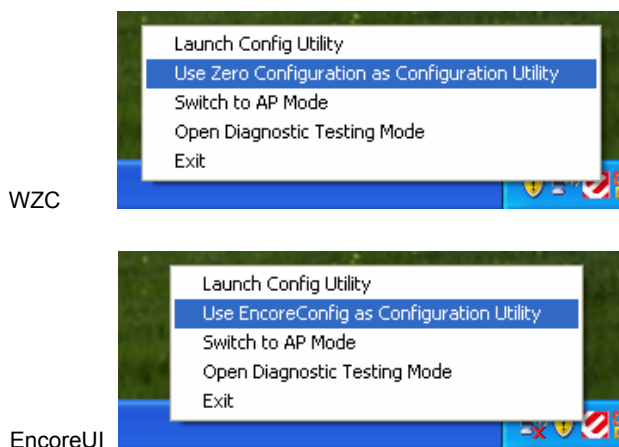 Launch Config Utility
Use Zero Configuration as Configuration Utility
Switch to AP Mode
Open Diagnostic Testing Mode
Exit
WZC
Launch Config Utility
Use EncoreConfig as Configuration Utility
Switch to AP Mode
Open Diagnostic Testing Mode
Exit
EncoreUI